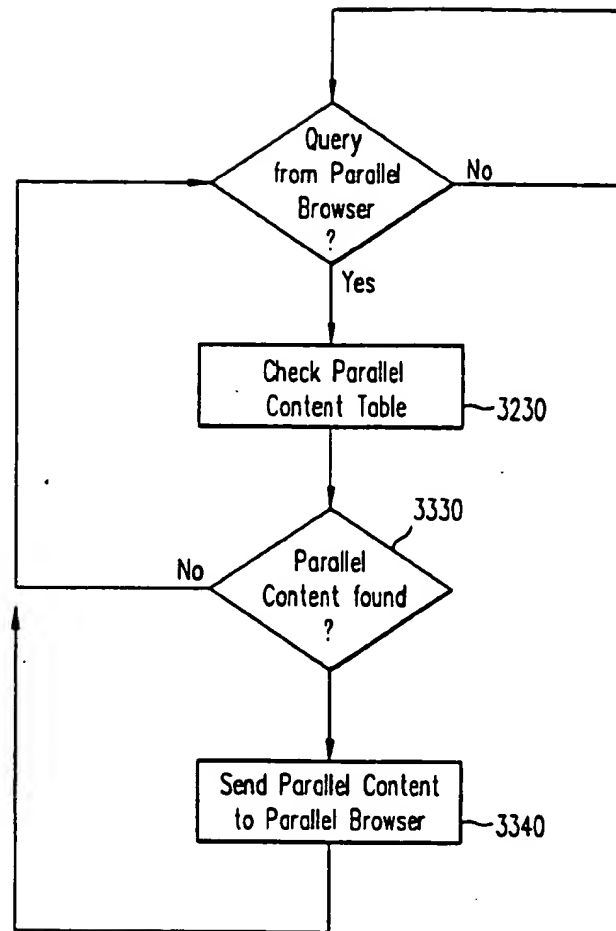 Query
from Parallel
Browser
?
No
Yes
Check Parallel
Content Table
3230
3330
No
Parallel
Content found
?
Send Parallel Content
to Parallel Browser
3340